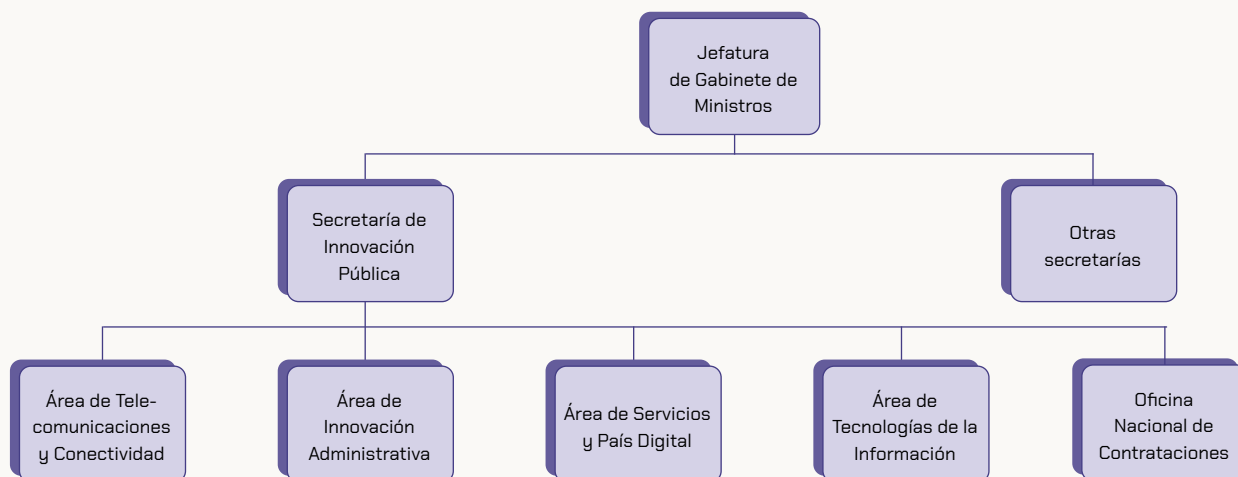 Jefatura
de Gabinete de
Ministros
Secretaría de
Innovación
Pública
Otras
secretarías
Área de Tele-
comunicaciones
y Conectividad
Área de
Innovación
Administrativa
Área de Servicios
y País Digital
Área de
Tecnologías de la
Información
Oficina
Nacional de
Contrataciones